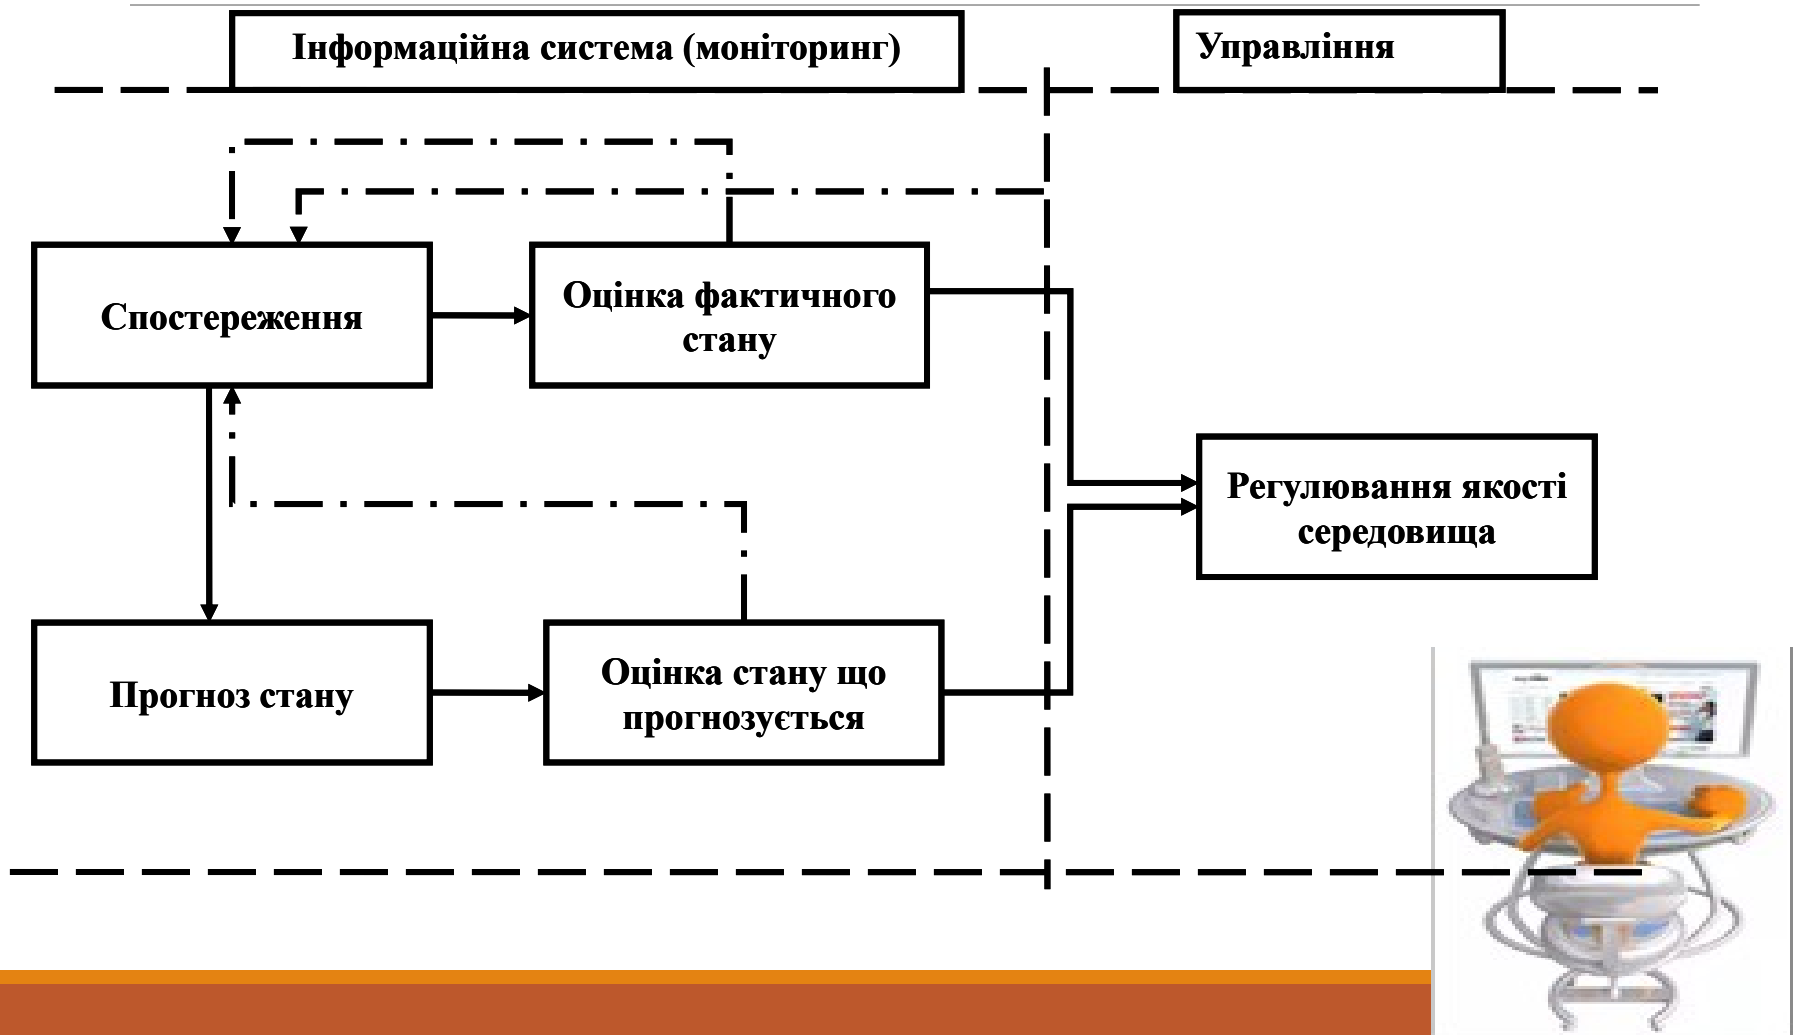 Інформаційна система (моніторинг)
Управління
Спостереження
Оцінка фактичного
стану
Регулювання якості
середовища
Прогноз стану
Оцінка стану що
прогнозується